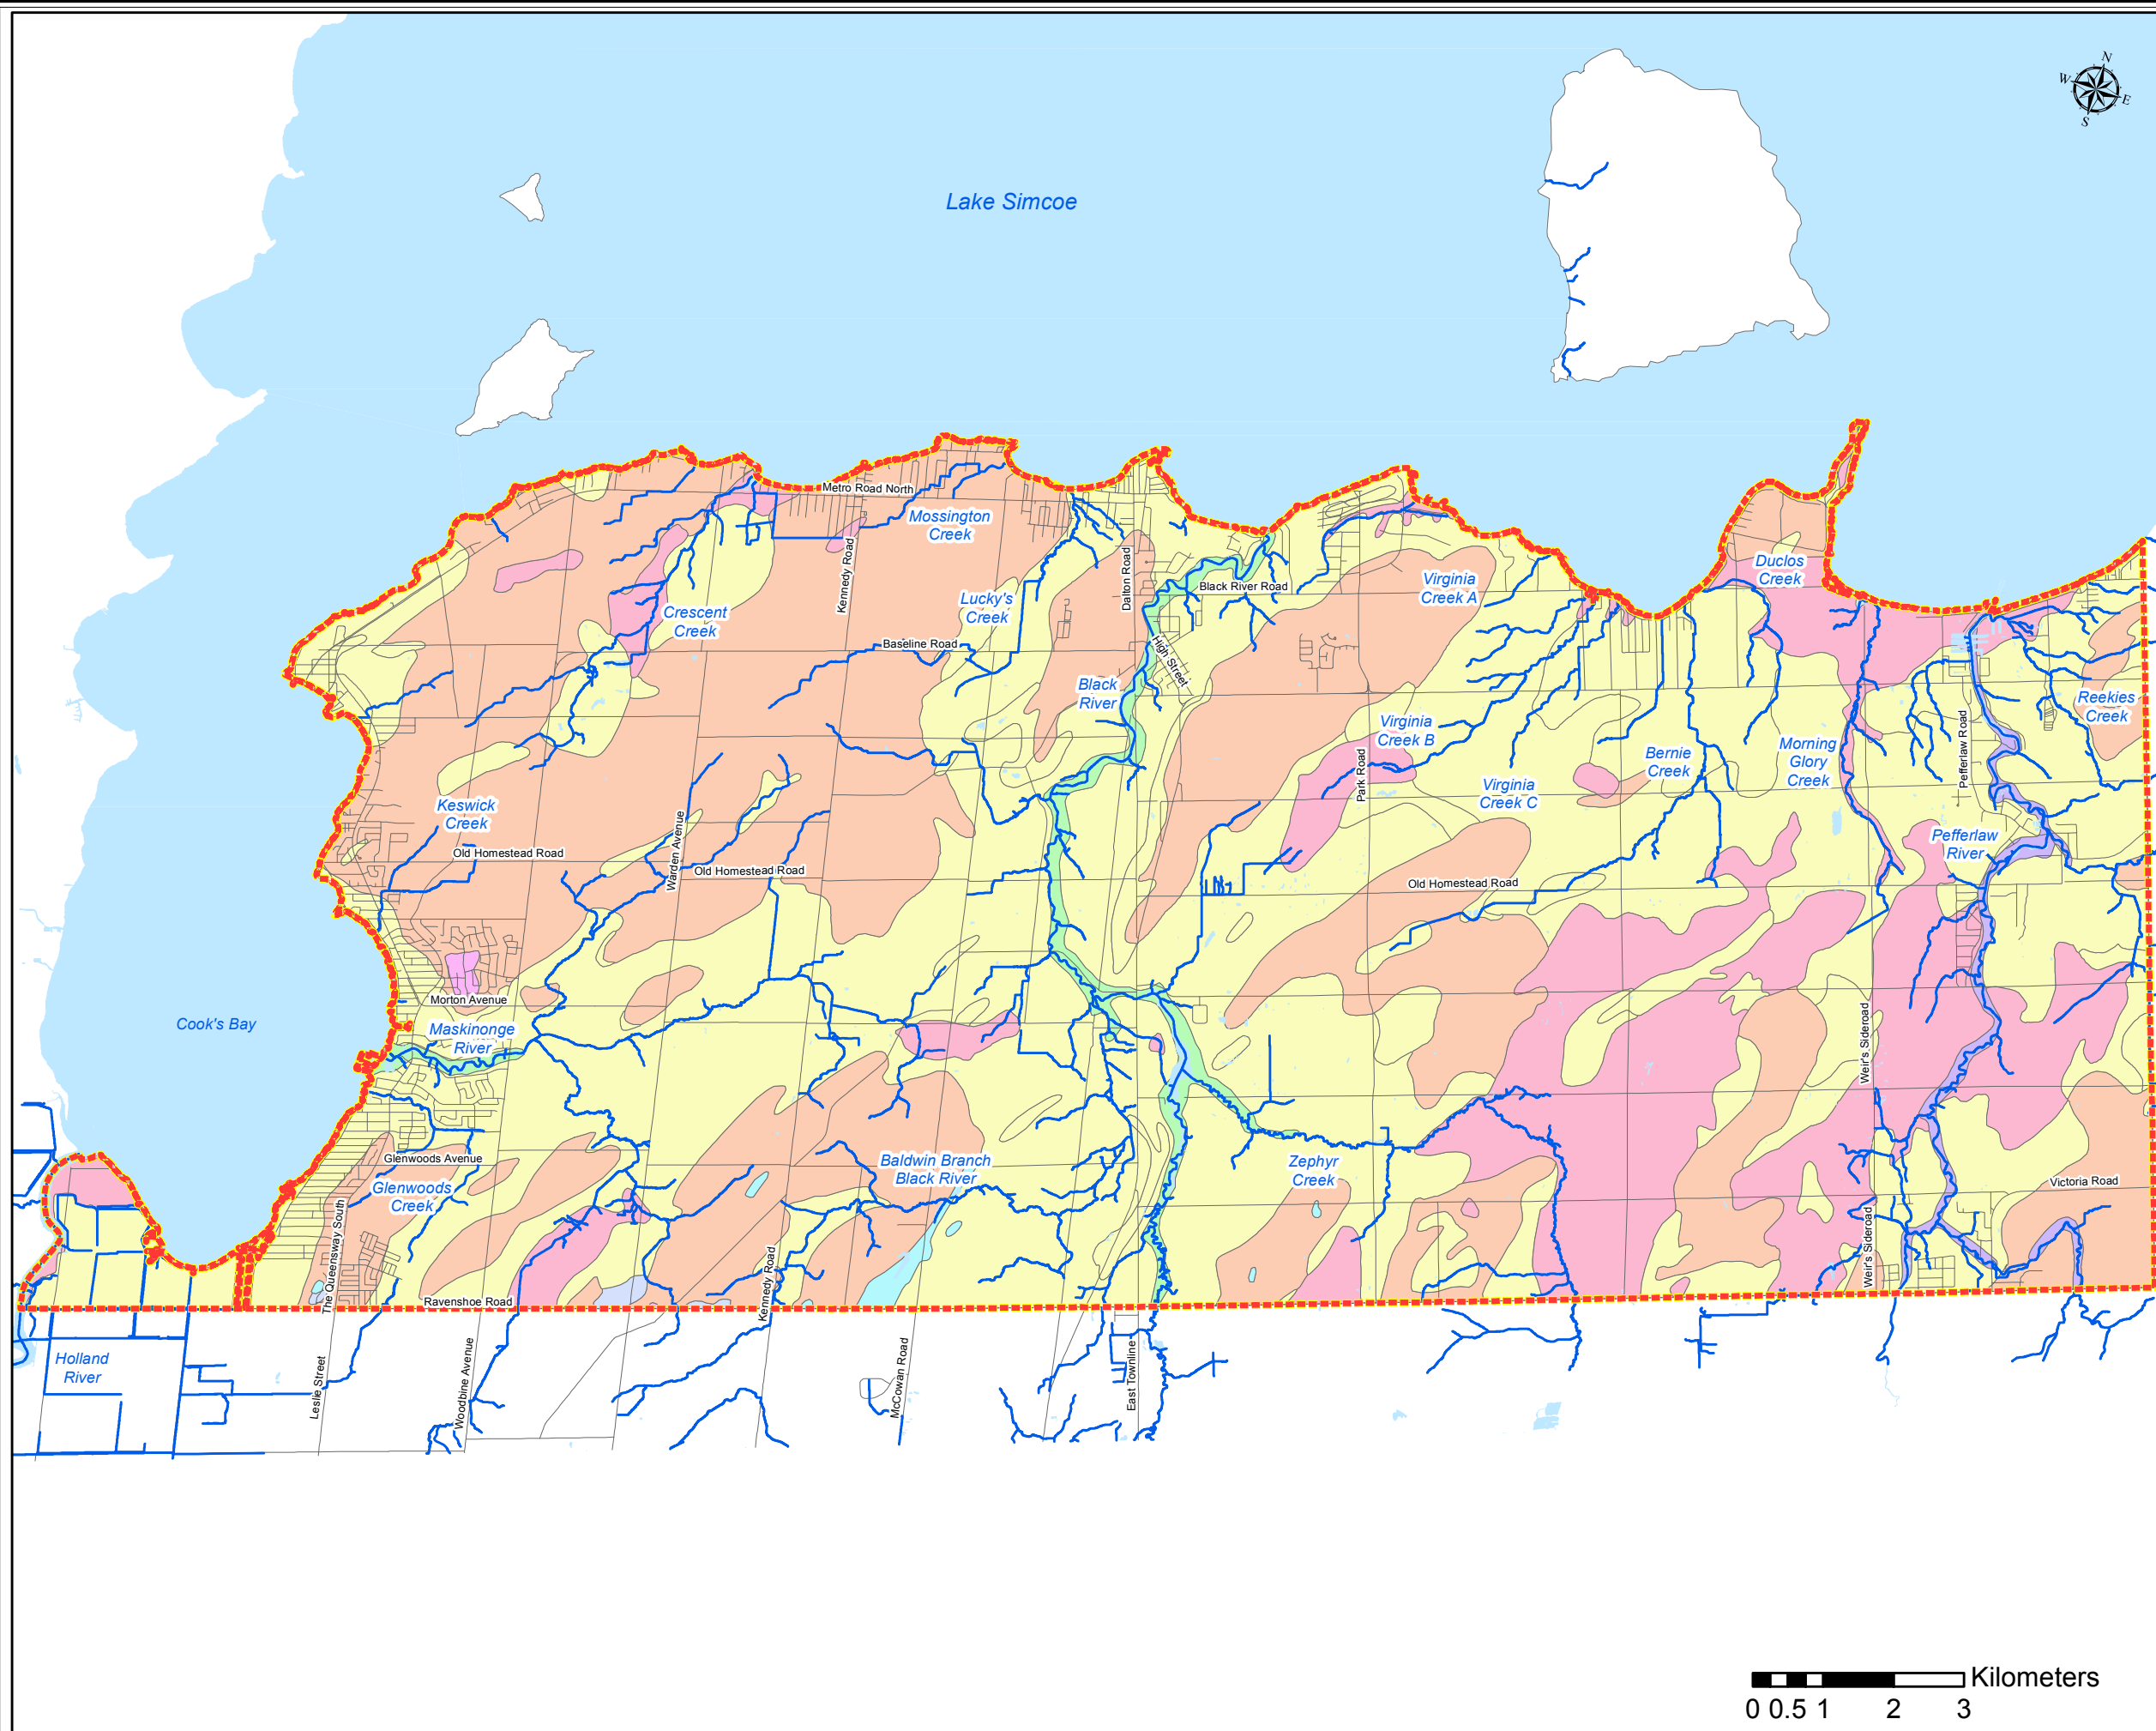 N
W
E
S
Lake Simcoe
Metro Road North
Mossington
Creek
Kennedy Road
Crescent
Creek
Lucky's
Creek
Dalton Road
Black River Road
Virginia
Creek A
Duclos
Creek
Baseline Road
High Street
Black
River
Virginia
Creek B
Park Road
Virginia
Creek C
Bernie
Creek
Morning
Glory
Creek
Pefferlaw Road
Reekies
Creek
Keswick
Creek
Warden Avenue
Old Homestead Road
Old Homestead Road
Old Homestead Road
Pefferlaw
River
Morton Avenue
Cook's Bay
Maskinonge
River
Weir's Sideroad
Glenwoods Avenue
Glenwoods
Creek
The Queensway South
Baldwin Branch
Black River
Zephyr
Creek
Victoria Road
Weir's Sideroad
Kennedy Road
Ravenshoe Road
Holland
River
Leslie Street
Woodbine Avenue
McCowan Road
East Townline
Kilometers
0 0.5 1 2 3